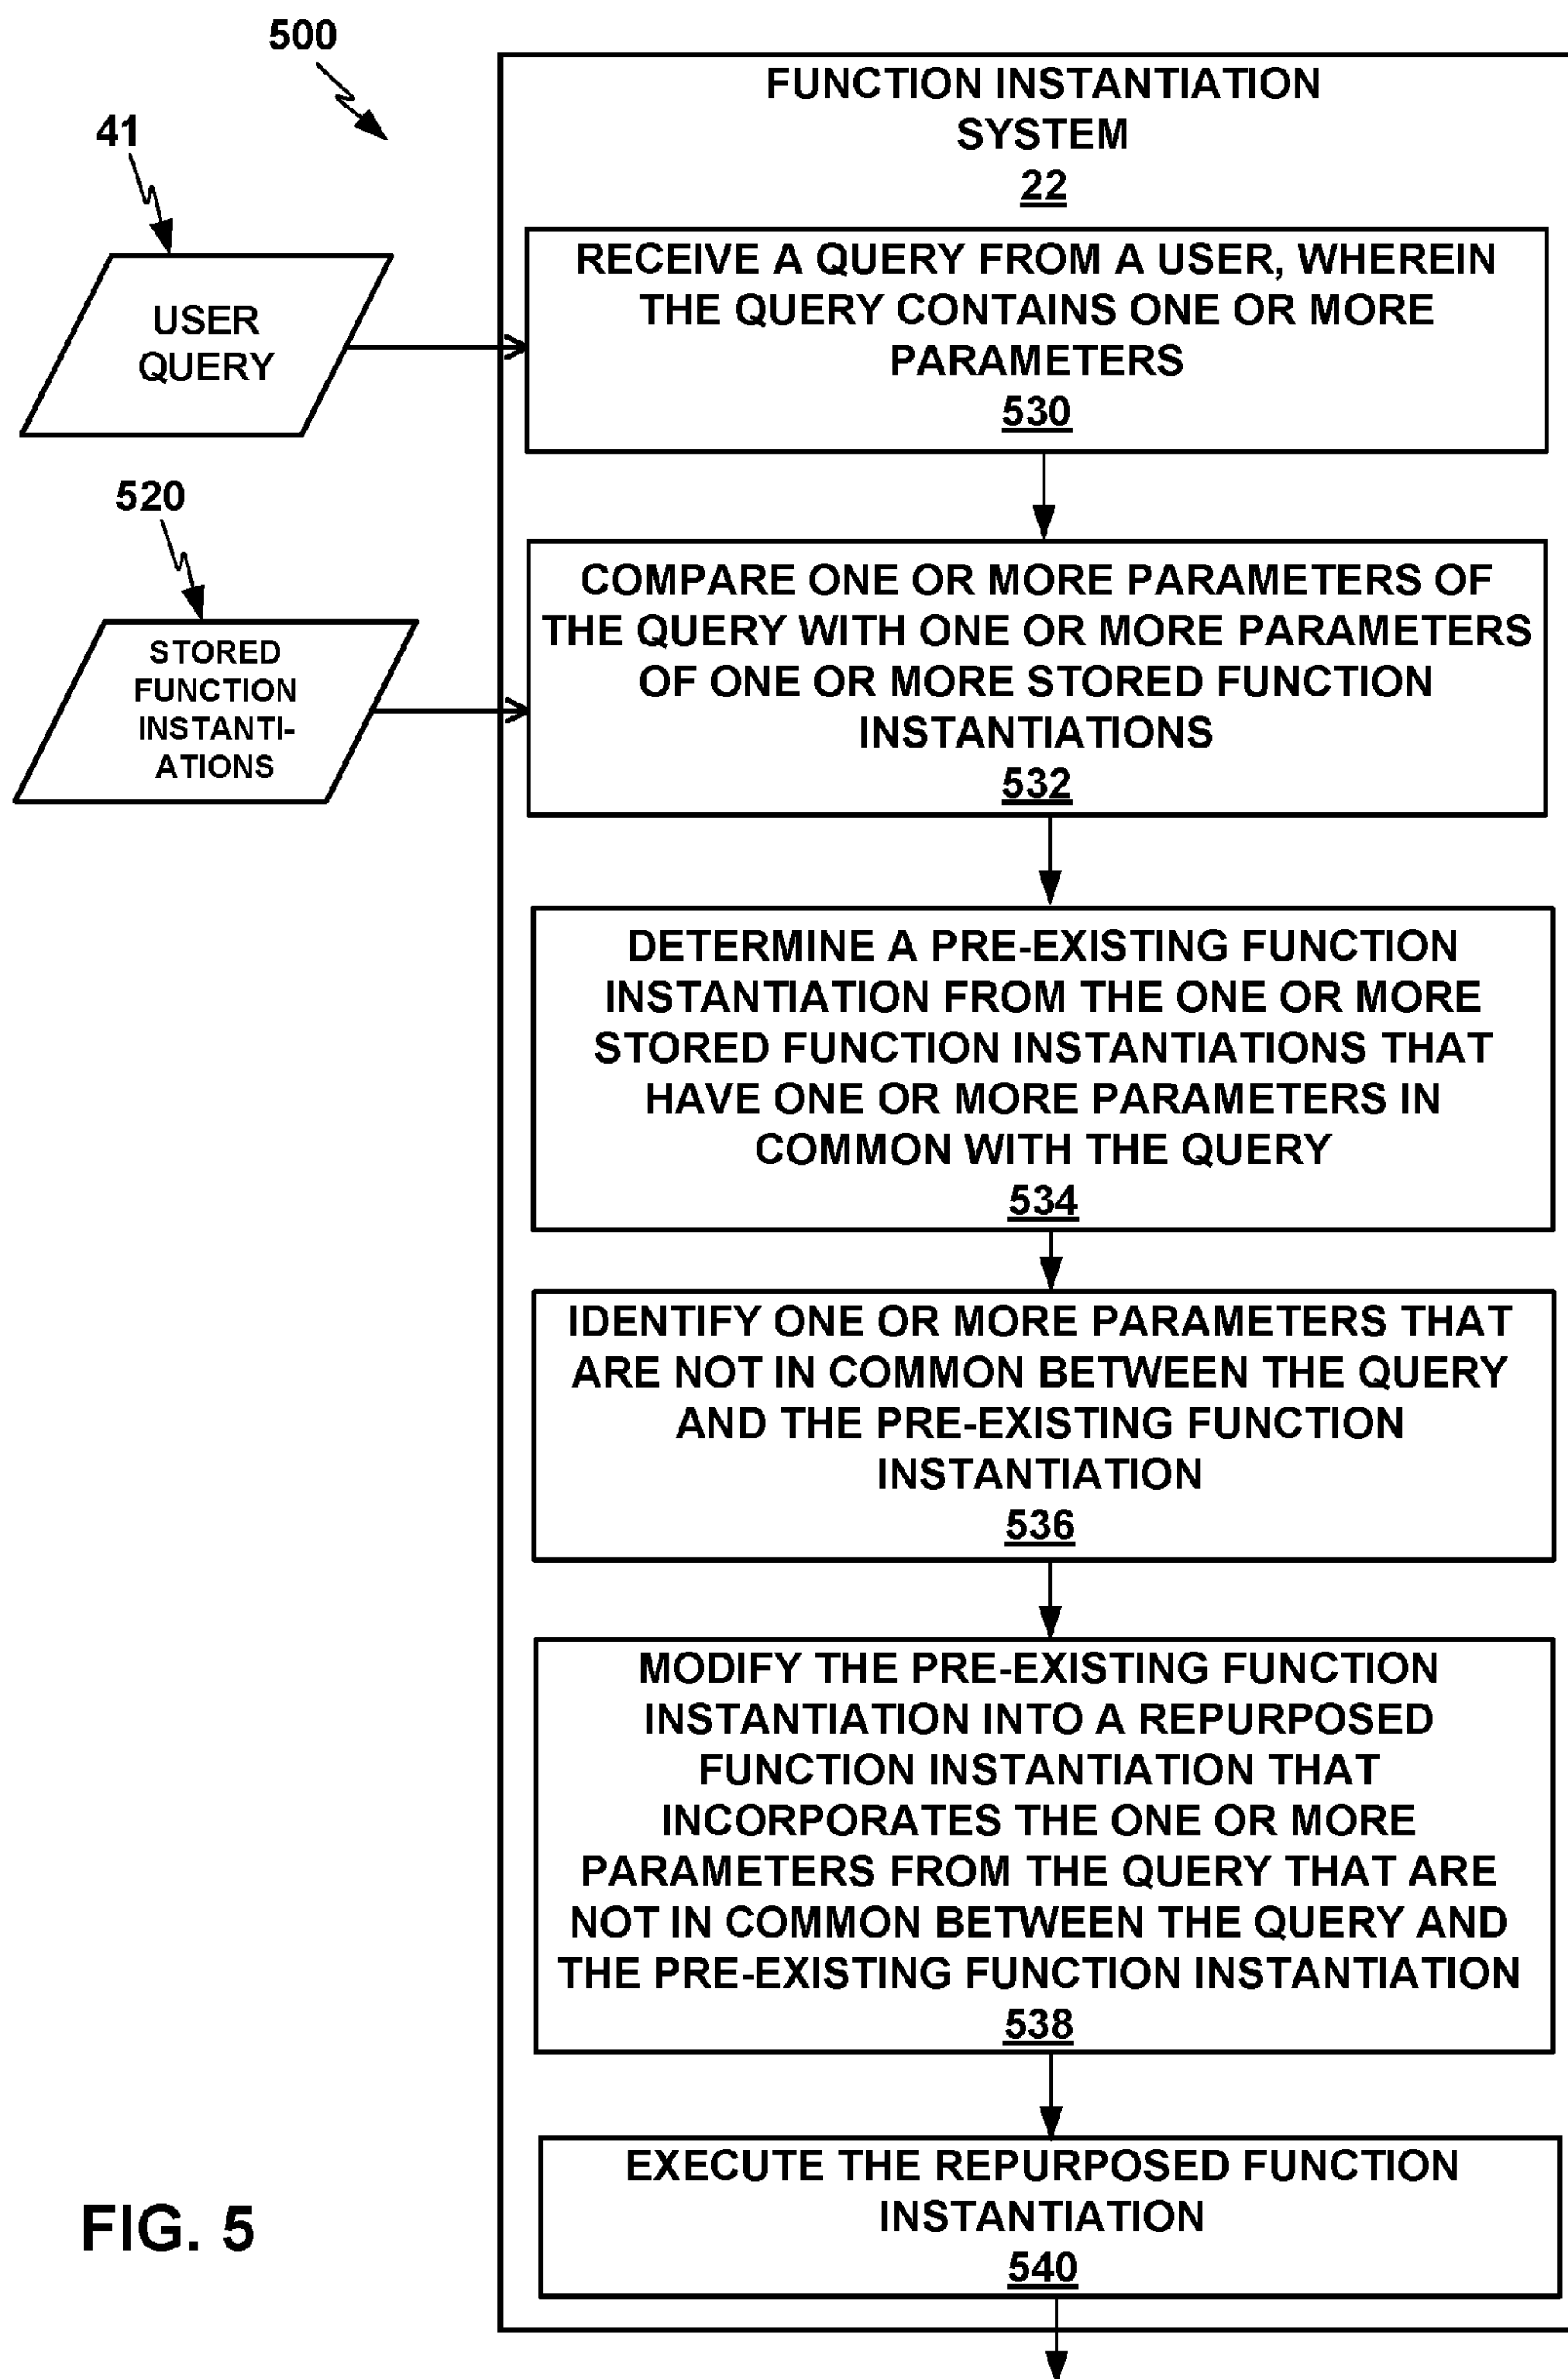 500
FUNCTION INSTANTIATION
SYSTEM
22
41
USER
QUERY
RECEIVE A QUERY FROM A USER, WHEREIN
THE QUERY CONTAINS ONE OR MORE
PARAMETERS
530
520
STORED
FUNCTION
INSTANTI-
ATIONS
COMPARE ONE OR MORE PARAMETERS OF
THE QUERY WITH ONE OR MORE PARAMETERS
OF ONE OR MORE STORED FUNCTION
INSTANTIATIONS
532
DETERMINE A PRE-EXISTING FUNCTION
INSTANTIATION FROM THE ONE OR MORE
STORED FUNCTION INSTANTIATIONS THAT
HAVE ONE OR MORE PARAMETERS IN
COMMON WITH THE QUERY
534
IDENTIFY ONE OR MORE PARAMETERS THAT
ARE NOT IN COMMON BETWEEN THE QUERY
AND THE PRE-EXISTING FUNCTION
INSTANTIATION
536
MODIFY THE PRE-EXISTING FUNCTION
INSTANTIATION INTO A REPURPOSED
FUNCTION INSTANTIATION THAT
INCORPORATES THE ONE OR MORE
PARAMETERS FROM THE QUERY THAT ARE
NOT IN COMMON BETWEEN THE QUERY AND
THE PRE-EXISTING FUNCTION INSTANTIATION
538
EXECUTE THE REPURPOSED FUNCTION
INSTANTIATION
540
FIG. 5